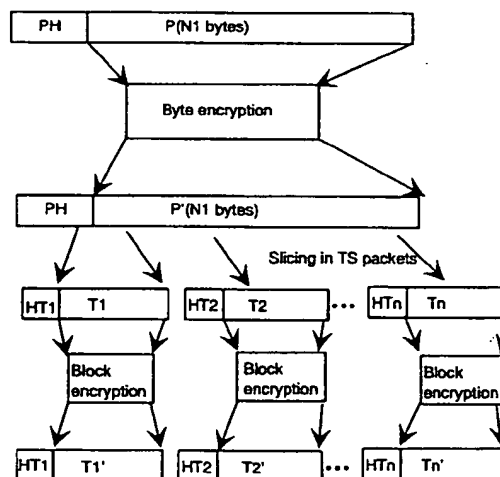 PH P(N1 bytes)
Byte encryption
PH P'(N1 bytes)
Slicing in TS packets
HT1 T1 HT2 T2 ... HTn Tn
Block encryption Block encryption Block encryption
HT1 T1' HT2 T2' ... HTn Tn'